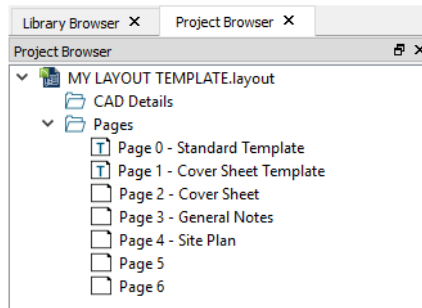 Library Browser ✕ Project Browser ✕
Project Browser
MY LAYOUT TEMPLATE.layout
CAD Details
Pages
T Page 0 - Standard Template
T Page 1 - Cover Sheet Template
Page 2 - Cover Sheet
Page 3 - General Notes
Page 4 - Site Plan
Page 5
Page 6